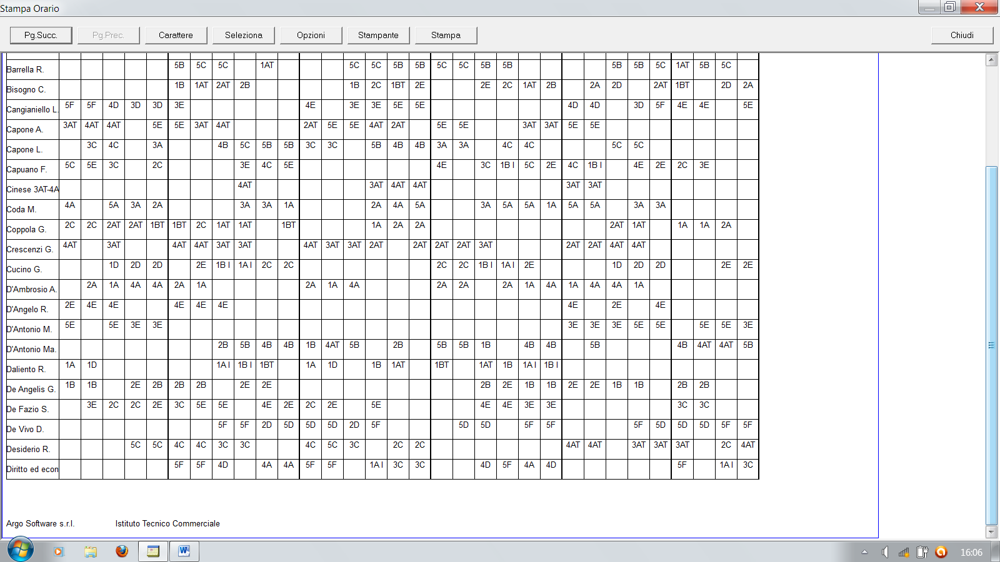 Stampa Orario
Pg.Succ. Pg.Prec. Carattere Seleziona Opzioni Stampante Stampa Chiudi
Barrella R. 5B 5C 5C 1AT 5C 5C 5B 5B 5C 5C 5B 5B 5B 5B 5C 1AT 5B 5C
Bisogno C. 1B 1AT 2AT 2B 1B 2C 1BT 2E 2E 2C 1AT 2B 2A 2D 2AT 1BT 2D 2A
Cangianiello L. 5F 5F 4D 3D 3D 3E 4E 3E 3E 5E 5E 4D 4D 3D 5F 4E 4E 5E
Capone A. 3AT 4AT 4AT 5E 5E 3AT 4AT 2AT 5E 5E 4AT 2AT 5E 5E 3AT 3AT 5E 5E
Capone L. 3C 4C 3A 4B 5C 5B 5B 3C 3C 5B 4B 4B 3A 3A 4C 4C 5C 5C
Capuano F. 5C 5E 3C 2C 3E 4C 5E 4E 3C 1B I 5C 2E 4C 1B I 4E 2E 2C 3E
Cinese 3AT-4A 4AT 3AT 4AT 4AT 3AT 3AT
Coda M. 4A 5A 3A 2A 3A 3A 1A 2A 4A 5A 3A 5A 5A 1A 5A 5A 3A 3A
Coppola G. 2C 2C 2AT 2AT 1BT 1BT 2C 1AT 1AT 1BT 1A 2A 2A 2AT 1AT 1A 1A 2A
Crescenzi G. 4AT 3AT 4AT 4AT 3AT 3AT 4AT 3AT 3AT 2AT 2AT 2AT 2AT 3AT 2AT 2AT 4AT 4AT
Cucino G. 1D 2D 2D 2E 1B I 1A I 2C 2C 2C 2C 1B I 1A I 2E 1D 2D 2D 2E 2E
D'Ambrosio A. 2A 1A 4A 4A 2A 1A 2A 1A 4A 2A 2A 2A 1A 4A 1A 4A 4A 1A
D'Angelo R. 2E 4E 4E 4E 4E 4E 4E 2E 4E
D'Antonio M. 5E 5E 3E 3E 3E 3E 3E 5E 5E 5E 5E 3E
D'Antonio Ma. 2B 5B 4B 4B 1B 4AT 5B 2B 5B 5B 1B 4B 4B 5B 4B 4AT 4AT 5B
Daliento R. 1A 1D 1A I 1B I 1BT 1A 1D 1B 1AT 1BT 1AT 1B 1A I 1B I
De Angelis G. 1B 1B 2E 2B 2B 2B 2E 2E 2B 2E 1B 1B 2E 2E 1B 1B 2B 2B
De Fazio S. 3E 2C 2C 2E 3C 5E 5E 4E 2E 2C 2E 5E 4E 4E 3E 3E 3C 3C
De Vivo D. 5F 5F 2D 5D 5D 5D 2D 5F 5D 5D 5F 5F 5F 5D 5D 5D 5F 5F
Desiderio R. 5C 5C 4C 4C 3C 3C 4C 5C 3C 2C 2C 4AT 4AT 3AT 3AT 3AT 2C 4AT
Diritto ed econ 5F 5F 4D 4A 4A 5F 5F 1A I 3C 3C 4D 5F 4A 4D 5F 1A I 3C
Argo Software s.r.l. Istituto Tecnico Commerciale
16:06